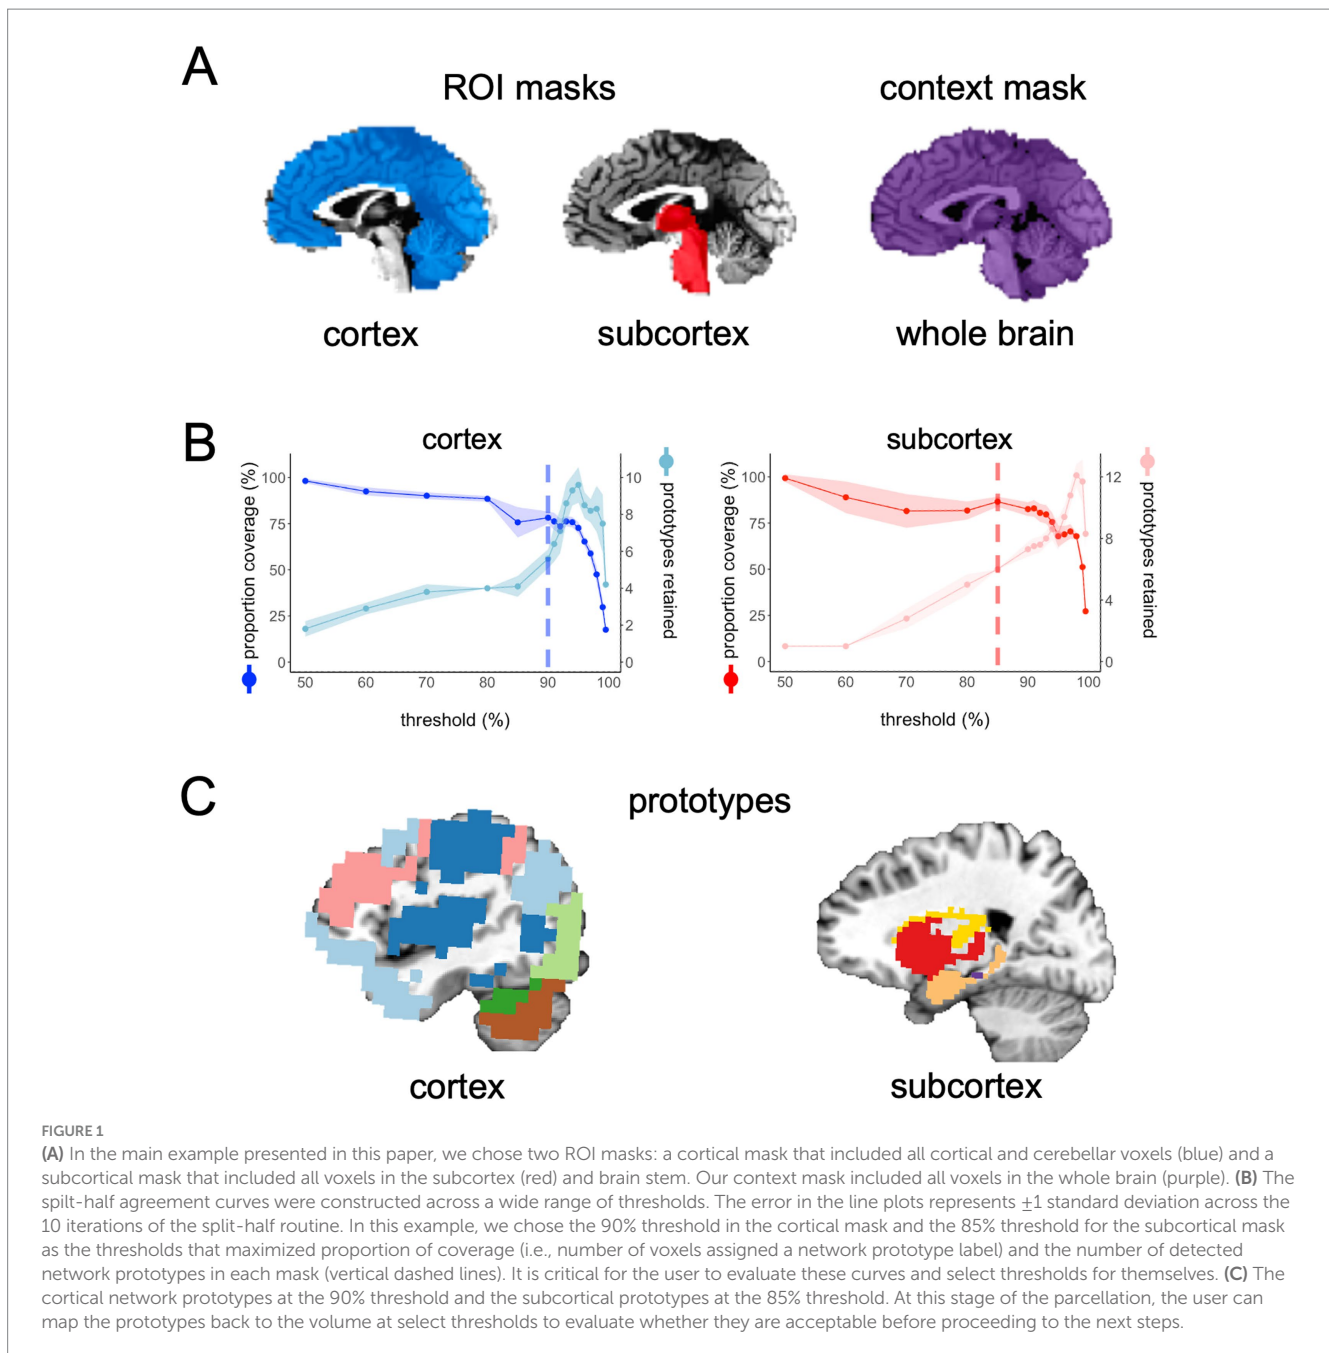 A
ROI masks
context mask
cortex
subcortex
whole brain
B
cortex
proportion coverage (%)
100
75
50
25
0
10
8
6
4
2
0
prototypes retained
50 60 70 80 90 100
threshold (%)
subcortex
proportion coverage (%)
100
75
50
25
0
12
8
4
0
prototypes retained
50 60 70 80 90 100
threshold (%)
C
prototypes
cortex
subcortex
FIGURE 1
(A) In the main example presented in this paper, we chose two ROI masks: a cortical mask that included all cortical and cerebellar voxels (blue) and a
subcortical mask that included all voxels in the subcortex (red) and brain stem. Our context mask included all voxels in the whole brain (purple). (B) The
spilt-half agreement curves were constructed across a wide range of thresholds. The error in the line plots represents ±1 standard deviation across the
10 iterations of the split-half routine. In this example, we chose the 90% threshold in the cortical mask and the 85% threshold for the subcortical mask
as the thresholds that maximized proportion of coverage (i.e., number of voxels assigned a network prototype label) and the number of detected
network prototypes in each mask (vertical dashed lines). It is critical for the user to evaluate these curves and select thresholds for themselves. (C) The
cortical network prototypes at the 90% threshold and the subcortical prototypes at the 85% threshold. At this stage of the parcellation, the user can
map the prototypes back to the volume at select thresholds to evaluate whether they are acceptable before proceeding to the next steps.